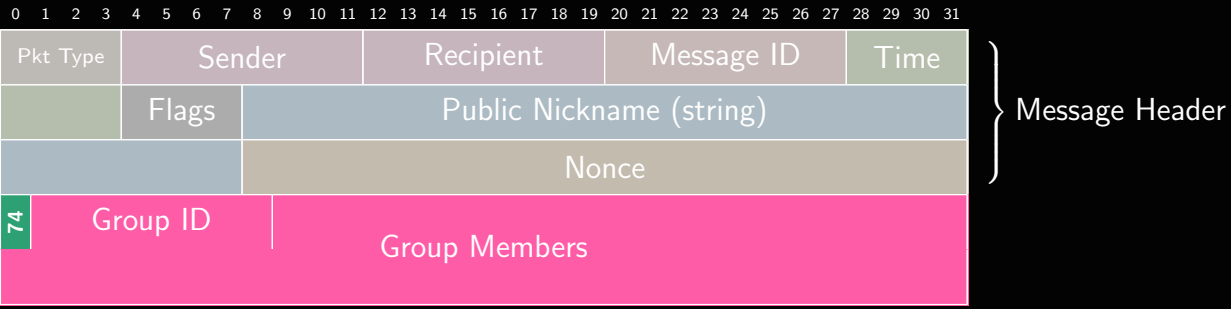 0 1 2 3 4 5 6 7 8 9 10 11 12 13 14 15 16 17 18 19 20 21 22 23 24 25 26 27 28 29 30 31
Pkt Type Sender Recipient Message ID Time
Flags Public Nickname (string)
Message Header
Nonce
74 Group ID
Group Members